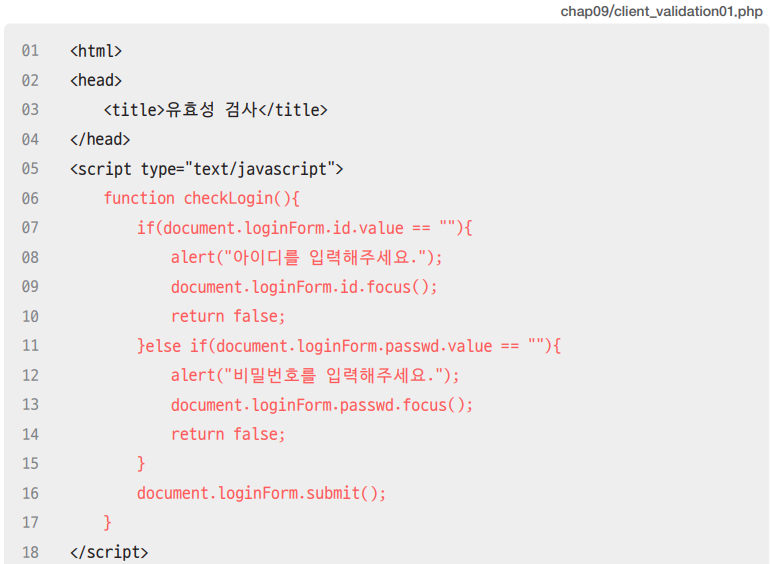 chap09/client_validation01.php
01 <html>
02 <head>
03     <title>유효성 검사</title>
04 </head>
05 <script type="text/javascript">
06     function checkLogin(){
07         if(document.loginForm.id.value == ""){
08             alert("아이디를 입력해주세요.");
09             document.loginForm.id.focus();
10             return false;
11         }else if(document.loginForm.passwd.value == ""){
12             alert("비밀번호를 입력해주세요.");
13             document.loginForm.passwd.focus();
14             return false;
15         }
16         document.loginForm.submit();
17     }
18 </script>